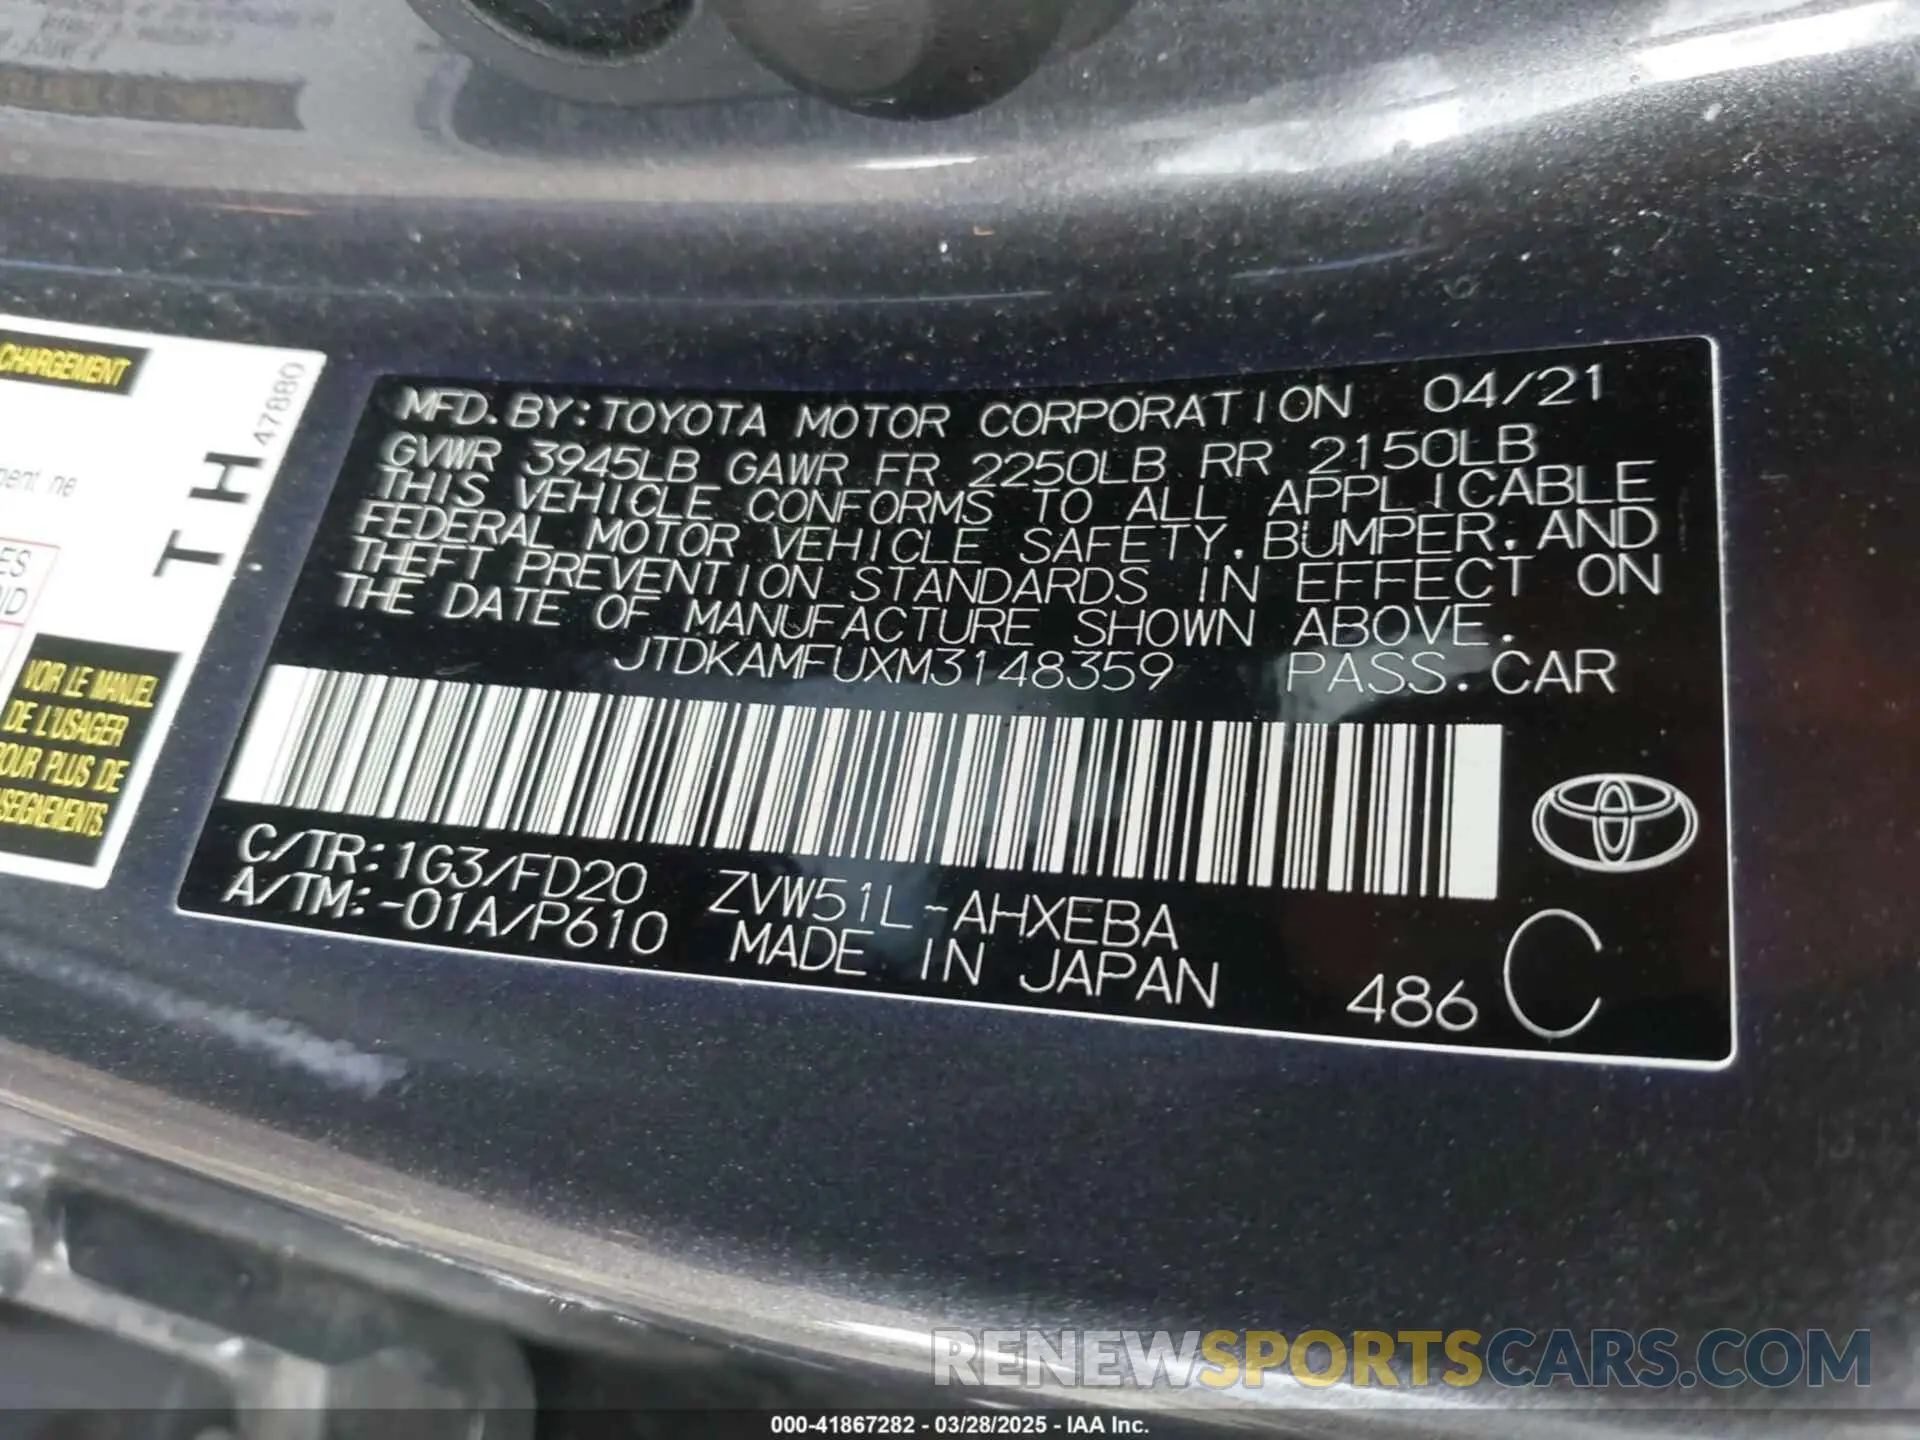 CHARGEMENT
ment ne
ES
VOIR LE MANUEL
DE L'USAGER
POUR PLUS DE
TH 47880
MFD. BY: TOYOTA MOTOR CORPORATION 04/21
GVWR 3945LB GAWR FR 2250LB RR 2150LB
THIS VEHICLE CONFORMS TO ALL APPLICABLE
FEDERAL MOTOR VEHICLE SAFETY, BUMPER, AND
THEFT PREVENTION STANDARDS IN EFFECT ON
THE DATE OF MANUFACTURE SHOWN ABOVE.
JTDKAMFUXM3148359 PASS. CAR
C/TR: 1G3/FD20 ZVW51L-AHXEBA
A/TM: -01A/P610 MADE IN JAPAN
486 C
RENEWSPORTSCARS.COM
000-41867282 - 03/28/2025 - IAA Inc.